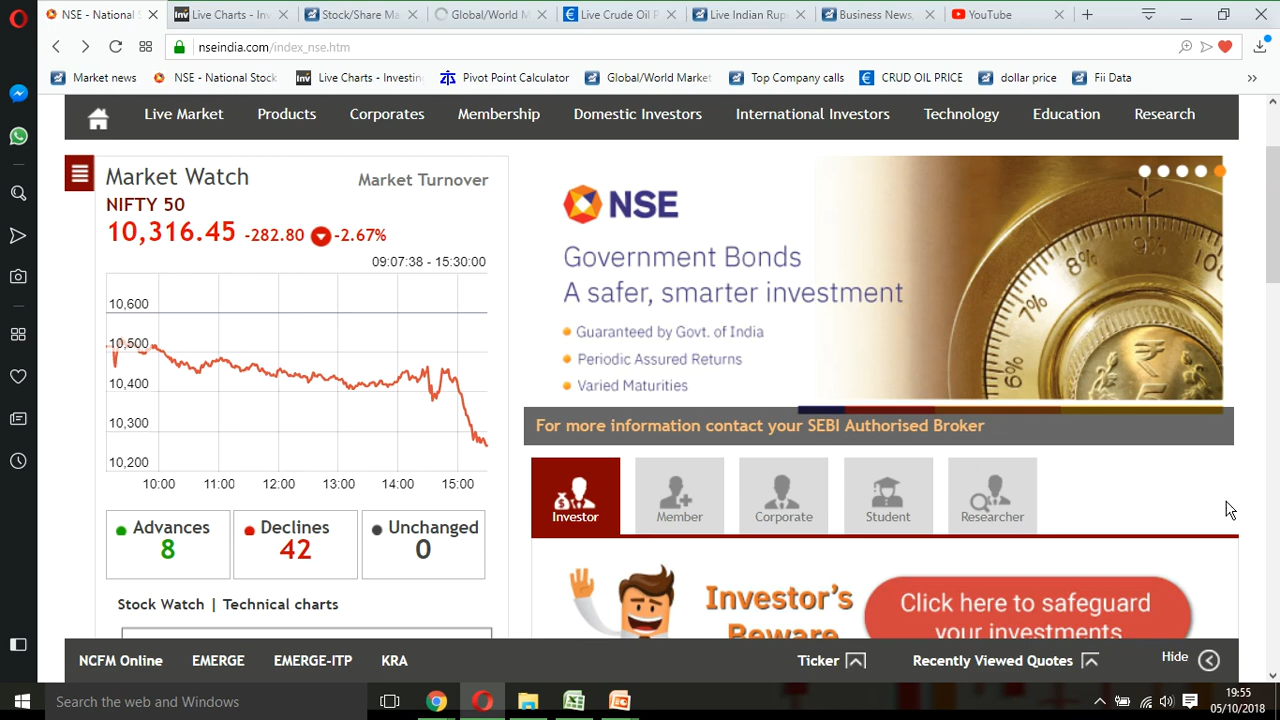 NSE - National S
Live Charts - Inv
Stock/Share Ma
Global/World M
Live Crude Oil P
Live Indian Rup
Business News,
YouTube
nseindia.com/index_nse.htm
Market news
NSE - National Stock
Inv
Live Charts - Investin
Pivot Point Calculator
Global/World Market
Top Company calls
CRUD OIL PRICE
dollar price
Fii Data
Live Market
Products
Corporates
Membership
Domestic Investors
International Investors
Technology
Education
Research
Market Watch
Market Turnover
NIFTY 50
10,316.45 -282.80 -2.67%
09:07:38 - 15:30:00
10,600
10,500
10,400
10,300
10,200
10:00 11:00 12:00 13:00 14:00 15:00
Advances
8
Declines
42
Unchanged
0
Stock Watch | Technical charts
NSE
Government Bonds
A safer, smarter investment
Guaranteed by Govt. of India
Periodic Assured Returns
Varied Maturities
6%
7%
8%
9%
₹
For more information contact your SEBI Authorised Broker
Investor
Member
Corporate
Student
Researcher
Investor's
Beware
Click here to safeguard
your investments
NCFM Online
EMERGE
EMERGE-ITP
KRA
Ticker
Recently Viewed Quotes
Hide
Search the web and Windows
19:55
05/10/2018